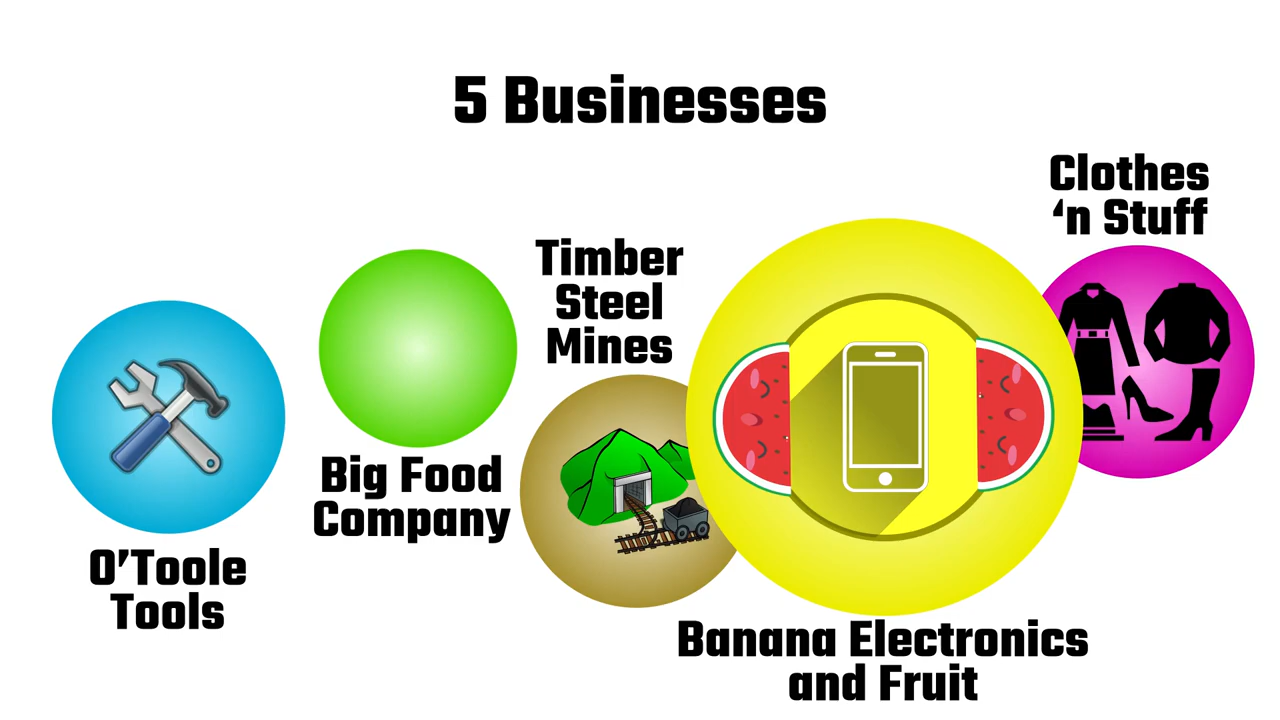 5 Businesses
O'Toole
Tools
Big Food
Company
Timber
Steel
Mines
Banana Electronics
and Fruit
Clothes
‘n Stuff